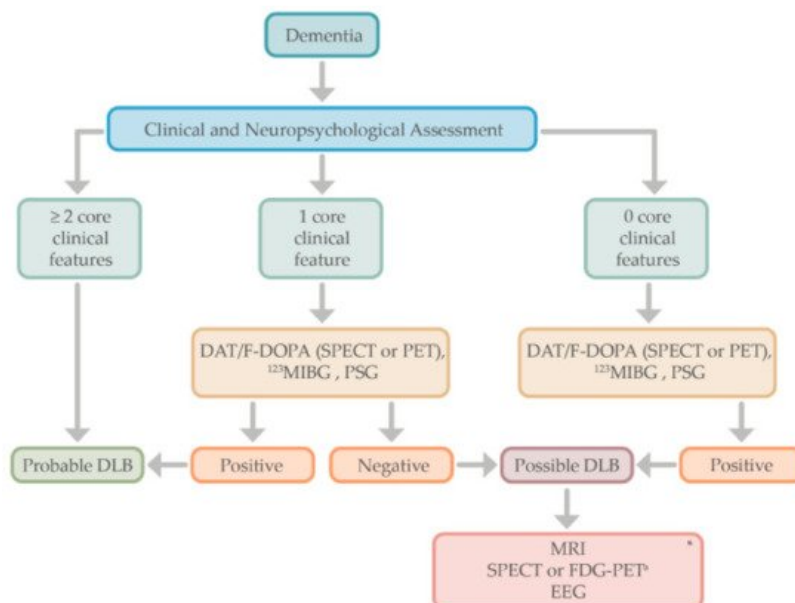 Dementia
Clinical and Neuropsychological Assessment
≥ 2 core
clinical
features
1 core
clinical
feature
0 core
clinical
features
DAT/F-DOPA (SPECT or PET),
¹²³MIBG , PSG
DAT/F-DOPA (SPECT or PET),
¹²³MIBG , PSG
Probable DLB
Positive
Negative
Possible DLB
Positive
MRI *
SPECT or FDG-PET
EEG